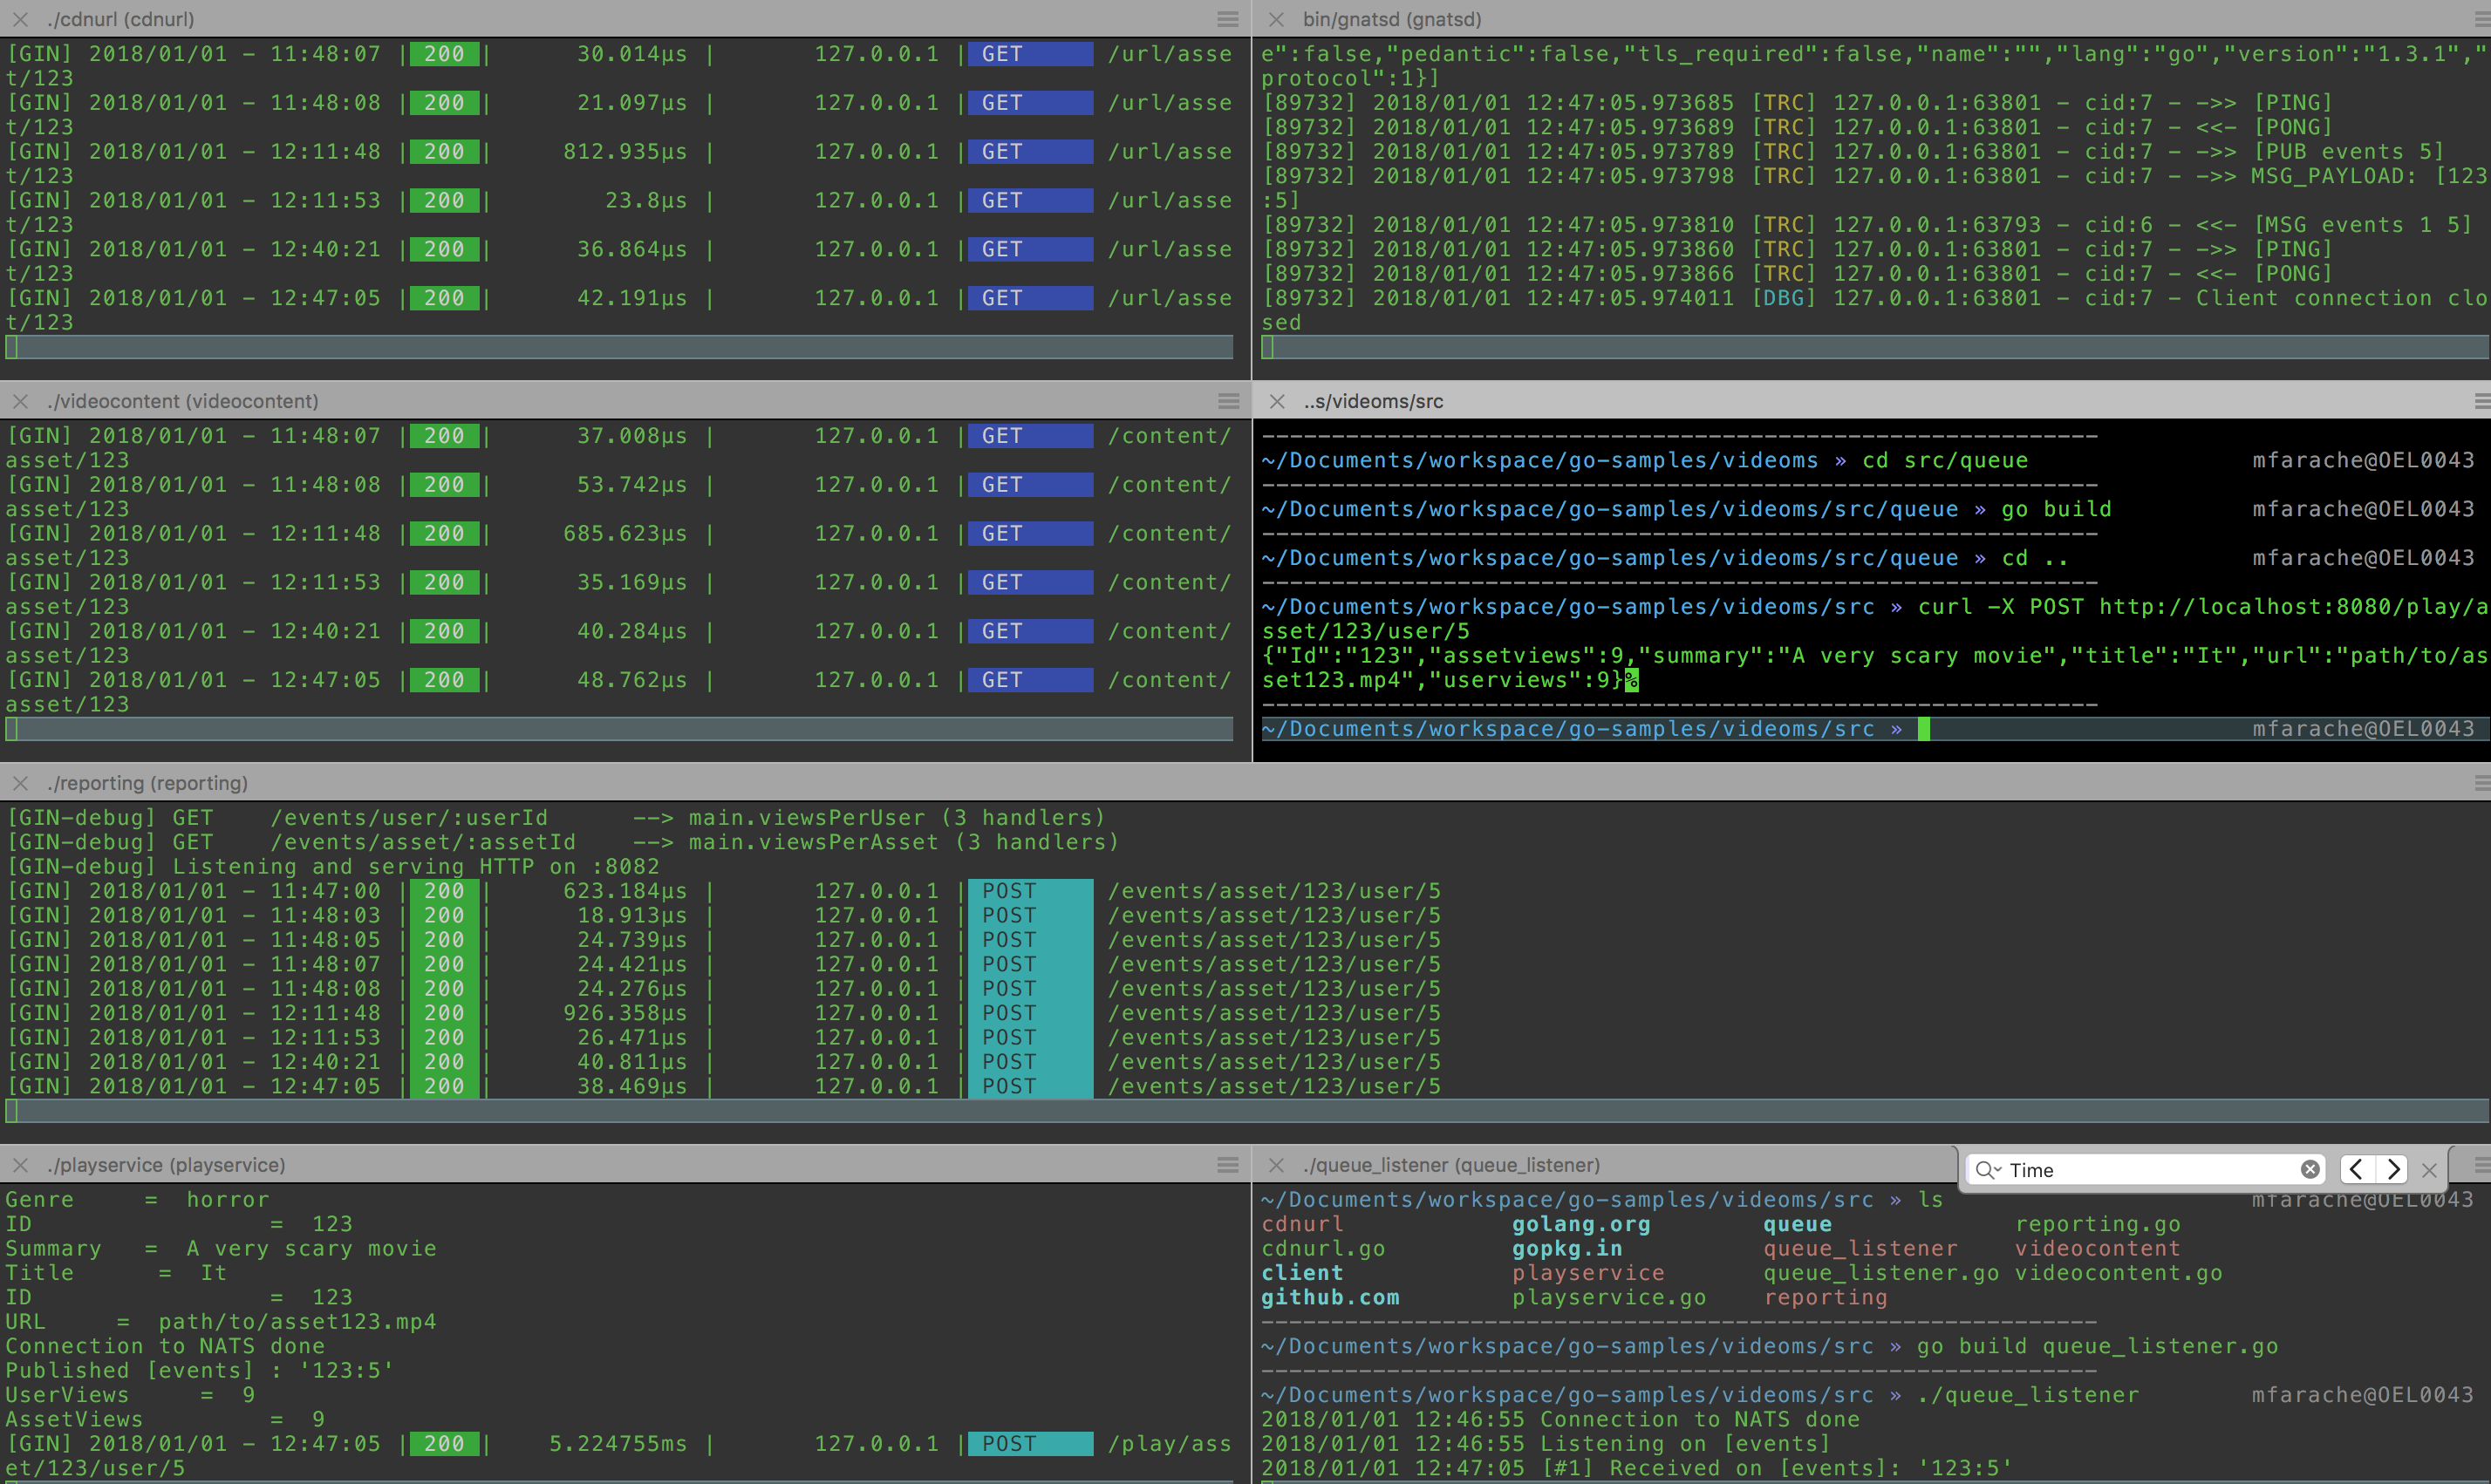 ./cdnurl (cdnurl)
[GIN] 2018/01/01 - 11:48:07 | 200 |      30.014µs |       127.0.0.1 | GET      /url/asse
t/123
[GIN] 2018/01/01 - 11:48:08 | 200 |      21.097µs |       127.0.0.1 | GET      /url/asse
t/123
[GIN] 2018/01/01 - 12:11:48 | 200 |     812.935µs |       127.0.0.1 | GET      /url/asse
t/123
[GIN] 2018/01/01 - 12:11:53 | 200 |        23.8µs |       127.0.0.1 | GET      /url/asse
t/123
[GIN] 2018/01/01 - 12:40:21 | 200 |      36.864µs |       127.0.0.1 | GET      /url/asse
t/123
[GIN] 2018/01/01 - 12:47:05 | 200 |      42.191µs |       127.0.0.1 | GET      /url/asse
t/123
bin/gnatsd (gnatsd)
e":false,"pedantic":false,"tls_required":false,"name":"","lang":"go","version":"1.3.1","
protocol":1}]
[89732] 2018/01/01 12:47:05.973685 [TRC] 127.0.0.1:63801 - cid:7 - ->> [PING]
[89732] 2018/01/01 12:47:05.973689 [TRC] 127.0.0.1:63801 - cid:7 - <<- [PONG]
[89732] 2018/01/01 12:47:05.973789 [TRC] 127.0.0.1:63801 - cid:7 - ->> [PUB events 5]
[89732] 2018/01/01 12:47:05.973798 [TRC] 127.0.0.1:63801 - cid:7 - ->> MSG_PAYLOAD: [123
:5]
[89732] 2018/01/01 12:47:05.973810 [TRC] 127.0.0.1:63793 - cid:6 - <<- [MSG events 1 5]
[89732] 2018/01/01 12:47:05.973860 [TRC] 127.0.0.1:63801 - cid:7 - ->> [PING]
[89732] 2018/01/01 12:47:05.973866 [TRC] 127.0.0.1:63801 - cid:7 - <<- [PONG]
[89732] 2018/01/01 12:47:05.974011 [DBG] 127.0.0.1:63801 - cid:7 - Client connection clo
sed
./videocontent (videocontent)
[GIN] 2018/01/01 - 11:48:07 | 200 |      37.008µs |       127.0.0.1 | GET      /content/
asset/123
[GIN] 2018/01/01 - 11:48:08 | 200 |      53.742µs |       127.0.0.1 | GET      /content/
asset/123
[GIN] 2018/01/01 - 12:11:48 | 200 |     685.623µs |       127.0.0.1 | GET      /content/
asset/123
[GIN] 2018/01/01 - 12:11:53 | 200 |      35.169µs |       127.0.0.1 | GET      /content/
asset/123
[GIN] 2018/01/01 - 12:40:21 | 200 |      40.284µs |       127.0.0.1 | GET      /content/
asset/123
[GIN] 2018/01/01 - 12:47:05 | 200 |      48.762µs |       127.0.0.1 | GET      /content/
asset/123
..s/videoms/src
------------------------------------------------------------
~/Documents/workspace/go-samples/videoms » cd src/queue                mfarache@OEL0043
------------------------------------------------------------
~/Documents/workspace/go-samples/videoms/src/queue » go build          mfarache@OEL0043
------------------------------------------------------------
~/Documents/workspace/go-samples/videoms/src/queue » cd ..             mfarache@OEL0043
------------------------------------------------------------
~/Documents/workspace/go-samples/videoms/src » curl -X POST http://localhost:8080/play/a
sset/123/user/5
{"Id":"123","assetviews":9,"summary":"A very scary movie","title":"It","url":"path/to/as
set123.mp4","userviews":9}%
------------------------------------------------------------
~/Documents/workspace/go-samples/videoms/src »                         mfarache@OEL0043
./reporting (reporting)
[GIN-debug] GET    /events/user/:userId      --> main.viewsPerUser (3 handlers)
[GIN-debug] GET    /events/asset/:assetId    --> main.viewsPerAsset (3 handlers)
[GIN-debug] Listening and serving HTTP on :8082
[GIN] 2018/01/01 - 11:47:00 | 200 |     623.184µs |       127.0.0.1 | POST     /events/asset/123/user/5
[GIN] 2018/01/01 - 11:48:03 | 200 |      18.913µs |       127.0.0.1 | POST     /events/asset/123/user/5
[GIN] 2018/01/01 - 11:48:05 | 200 |      24.739µs |       127.0.0.1 | POST     /events/asset/123/user/5
[GIN] 2018/01/01 - 11:48:07 | 200 |      24.421µs |       127.0.0.1 | POST     /events/asset/123/user/5
[GIN] 2018/01/01 - 11:48:08 | 200 |      24.276µs |       127.0.0.1 | POST     /events/asset/123/user/5
[GIN] 2018/01/01 - 12:11:48 | 200 |     926.358µs |       127.0.0.1 | POST     /events/asset/123/user/5
[GIN] 2018/01/01 - 12:11:53 | 200 |      26.471µs |       127.0.0.1 | POST     /events/asset/123/user/5
[GIN] 2018/01/01 - 12:40:21 | 200 |      40.811µs |       127.0.0.1 | POST     /events/asset/123/user/5
[GIN] 2018/01/01 - 12:47:05 | 200 |      38.469µs |       127.0.0.1 | POST     /events/asset/123/user/5
./playservice (playservice)
Genre     =  horror
ID                 =  123
Summary   =  A very scary movie
Title      =  It
ID                 =  123
URL     =  path/to/asset123.mp4
Connection to NATS done
Published [events] : '123:5'
UserViews     =  9
AssetViews         =  9
[GIN] 2018/01/01 - 12:47:05 | 200 |    5.224755ms |       127.0.0.1 | POST     /play/ass
et/123/user/5
./queue_listener (queue_listener)
Time
~/Documents/workspace/go-samples/videoms/src » ls                      mfarache@OEL0043
cdnurl            golang.org        queue             reporting.go
cdnurl.go         gopkg.in          queue_listener    videocontent
client            playservice       queue_listener.go videocontent.go
github.com        playservice.go    reporting
------------------------------------------------------------
~/Documents/workspace/go-samples/videoms/src » go build queue_listener.go
------------------------------------------------------------
~/Documents/workspace/go-samples/videoms/src » ./queue_listener        mfarache@OEL0043
2018/01/01 12:46:55 Connection to NATS done
2018/01/01 12:46:55 Listening on [events]
2018/01/01 12:47:05 [#1] Received on [events]: '123:5'